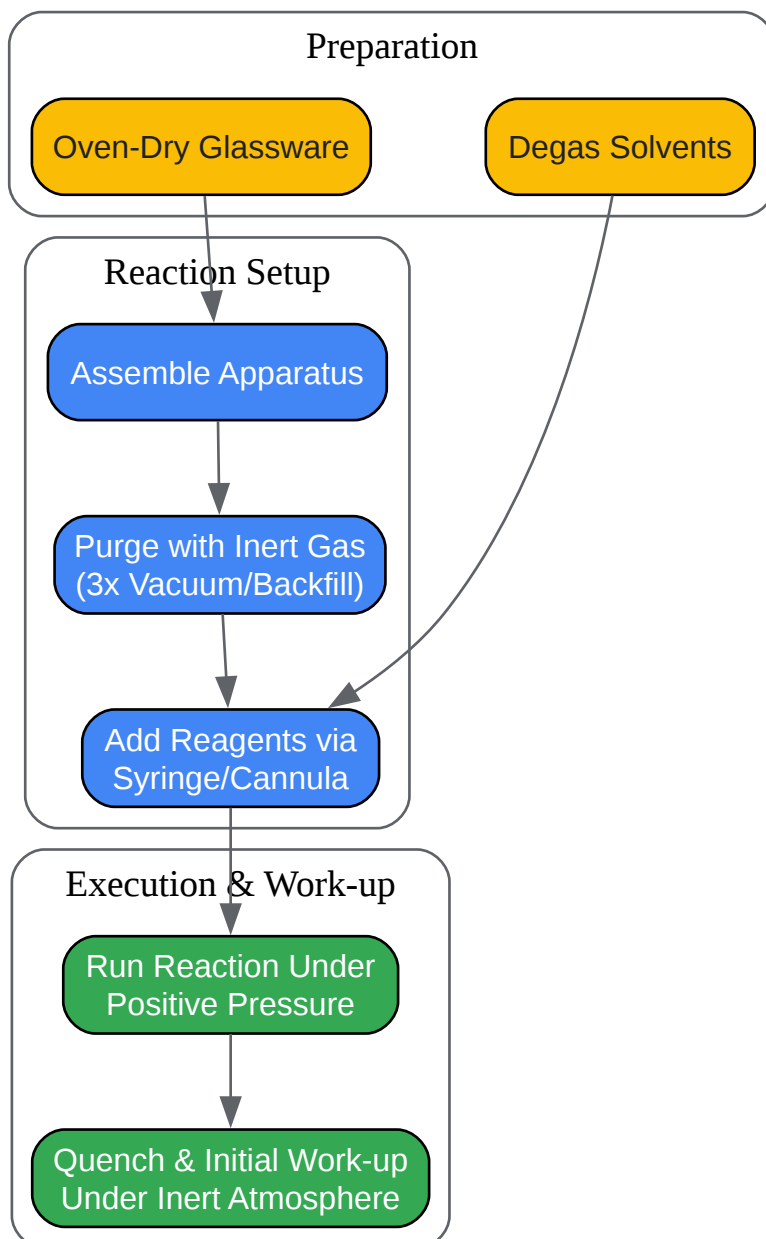 Preparation
Oven-Dry Glassware
Degas Solvents
Reaction Setup
Assemble Apparatus
Purge with Inert Gas
(3x Vacuum/Backfill)
Add Reagents via
Syringe/Cannula
Execution & Work-up
Run Reaction Under
Positive Pressure
Quench & Initial Work-up
Under Inert Atmosphere